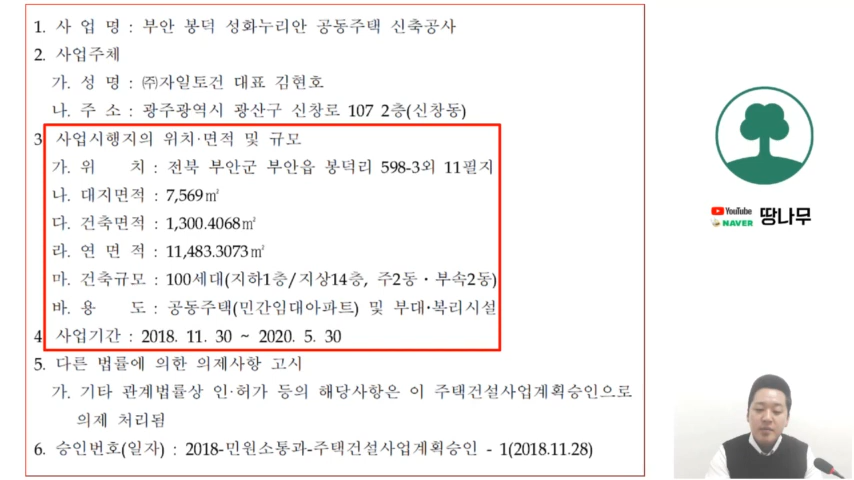 1. 사 업 명 : 부안 봉덕 성화누리안 공동주택 신축공사
2. 사업주체
가. 성 명 : ㈜자일토건 대표 김현호
나. 주 소 : 광주광역시 광산구 신창로 107 2층(신창동)
3 사업시행지의 위치·면적 및 규모
가. 위 치 : 전북 부안군 부안읍 봉덕리 598-3외 11필지
나. 대지면적 : 7,569㎡
다. 건축면적 : 1,300.4068㎡
라. 연 면 적 : 11,483.3073㎡
마. 건축규모 : 100세대(지하1층/지상14층, 주2동·부속2동)
바. 용 도 : 공동주택(민간임대아파트) 및 부대·복리시설
4 사업기간 : 2018. 11. 30 ~ 2020. 5. 30
5. 다른 법률에 의한 의제사항 고시
가. 기타 관계법률상 인·허가 등의 해당사항은 이 주택건설사업계획승인으로
의제 처리됨
6. 승인번호(일자) : 2018-민원소통과-주택건설사업계획승인 - 1(2018.11.28)
YouTube
NAVER
땅나무